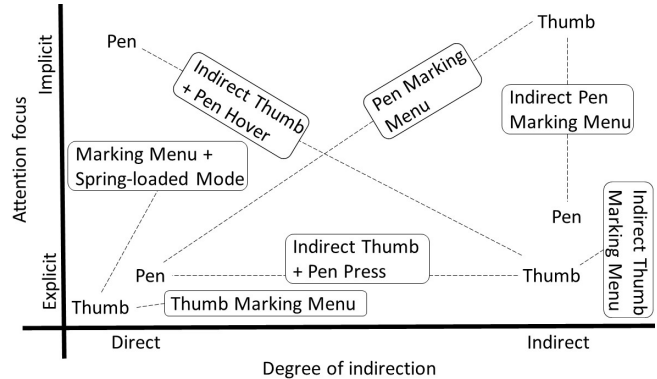 Thumb
Pen
Implicit
Indirect Thumb
+ Pen Hover
Pen Marking
Menu
Indirect Pen
Marking Menu
Attention focus
Marking Menu +
Spring-loaded Mode
Pen
Indirect Thumb
Marking Menu
Indirect Thumb
+ Pen Press
Pen
Thumb
Explicit
Thumb
Thumb Marking Menu
Direct
Indirect
Degree of indirection